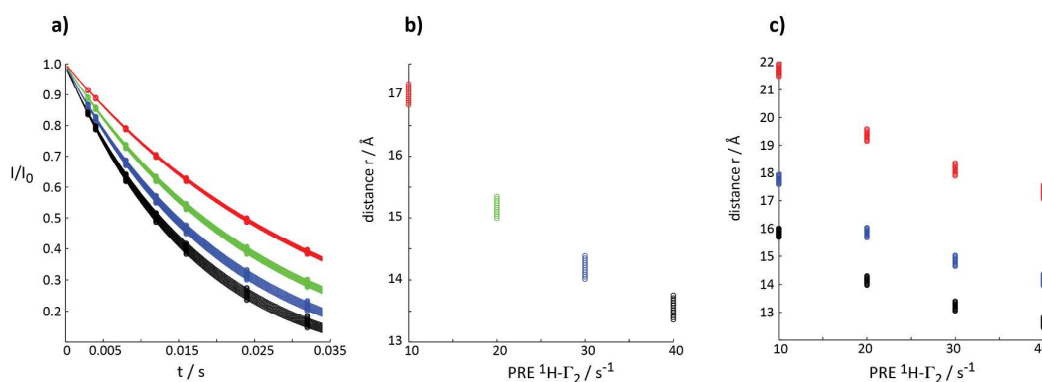 a)
1.0
0.9
0.8
0.7
0.6
0.5
0.4
0.3
0.2
I/I₀
0 0.005 0.015 0.025 0.035
t / s
b)
17
16
15
14
13
distance r / Å
10 20 30 40
PRE ¹H-Γ₂ / s⁻¹
c)
22
21
20
19
18
17
16
15
14
13
distance r / Å
10 20 30 40
PRE ¹H-Γ₂ / s⁻¹